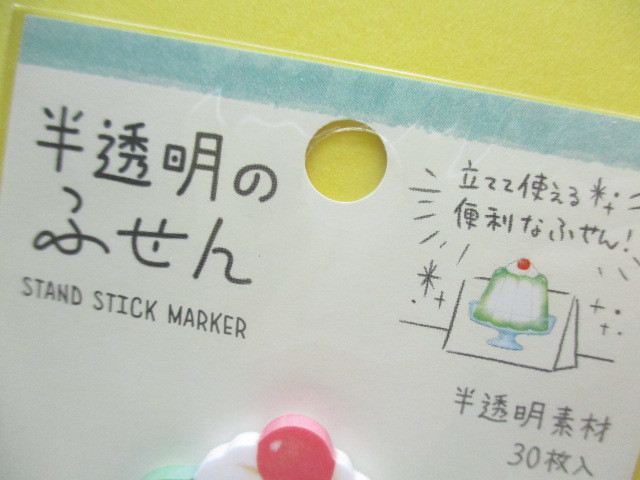 半透明の
ふせん
STAND STICK MARKER
立てて使える
便利なふせん!
半透明素材
30枚入